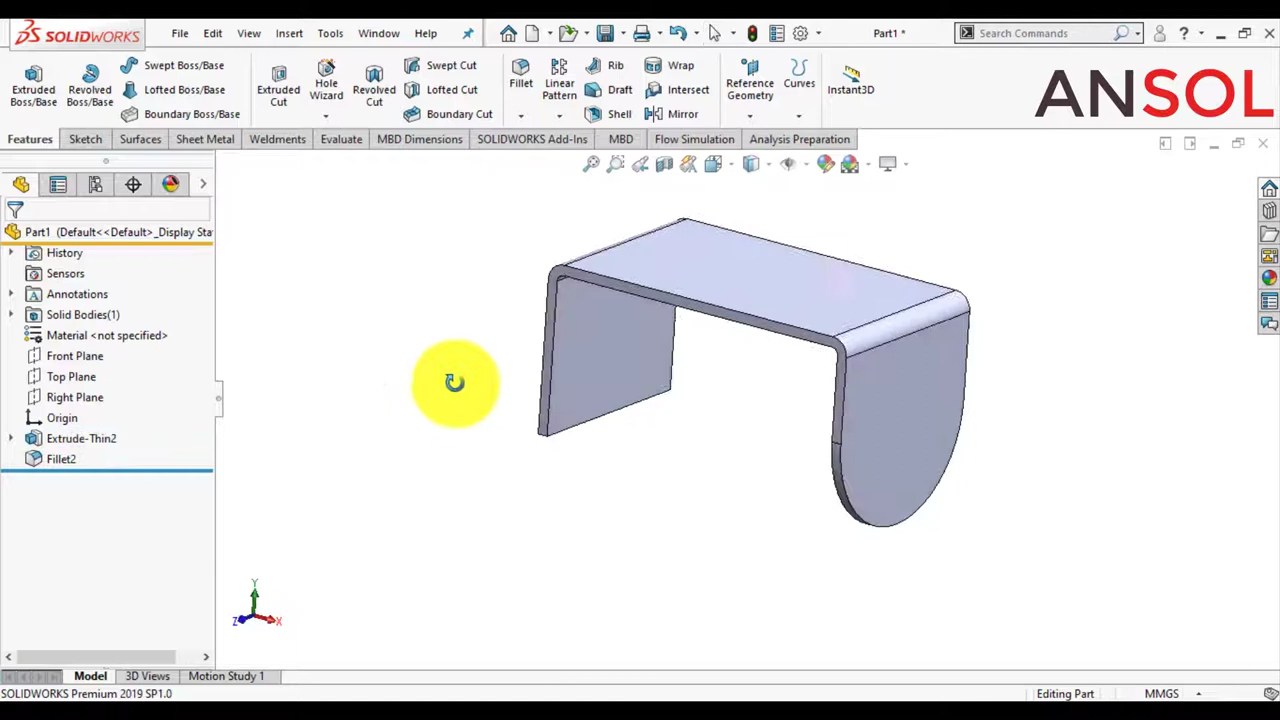 DS SOLIDWORKS
File Edit View Insert Tools Window Help
Part1 *
Search Commands
?
Extruded Boss/Base
Revolved Boss/Base
Swept Boss/Base
Lofted Boss/Base
Boundary Boss/Base
Extruded Cut
Hole Wizard
Revolved Cut
Swept Cut
Lofted Cut
Boundary Cut
Fillet
Linear Pattern
Rib
Draft
Shell
Wrap
Intersect
Mirror
Reference Geometry
Curves
Instant3D
ANSOL
Features Sketch Surfaces Sheet Metal Weldments Evaluate MBD Dimensions SOLIDWORKS Add-Ins MBD Flow Simulation Analysis Preparation
Part1 (Default<<Default>_Display Sta
History
Sensors
Annotations
Solid Bodies(1)
Material <not specified>
Front Plane
Top Plane
Right Plane
Origin
Extrude-Thin2
Fillet2
Y
Z
X
Model 3D Views Motion Study 1
SOLIDWORKS Premium 2019 SP1.0
Editing Part
MMGS